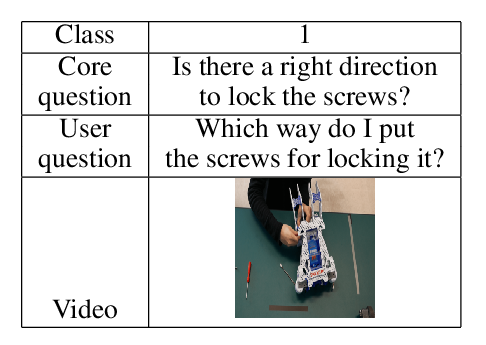 Class 1
Core question
Is there a right direction
to lock the screws?
User question
Which way do I put
the screws for locking it?
Video